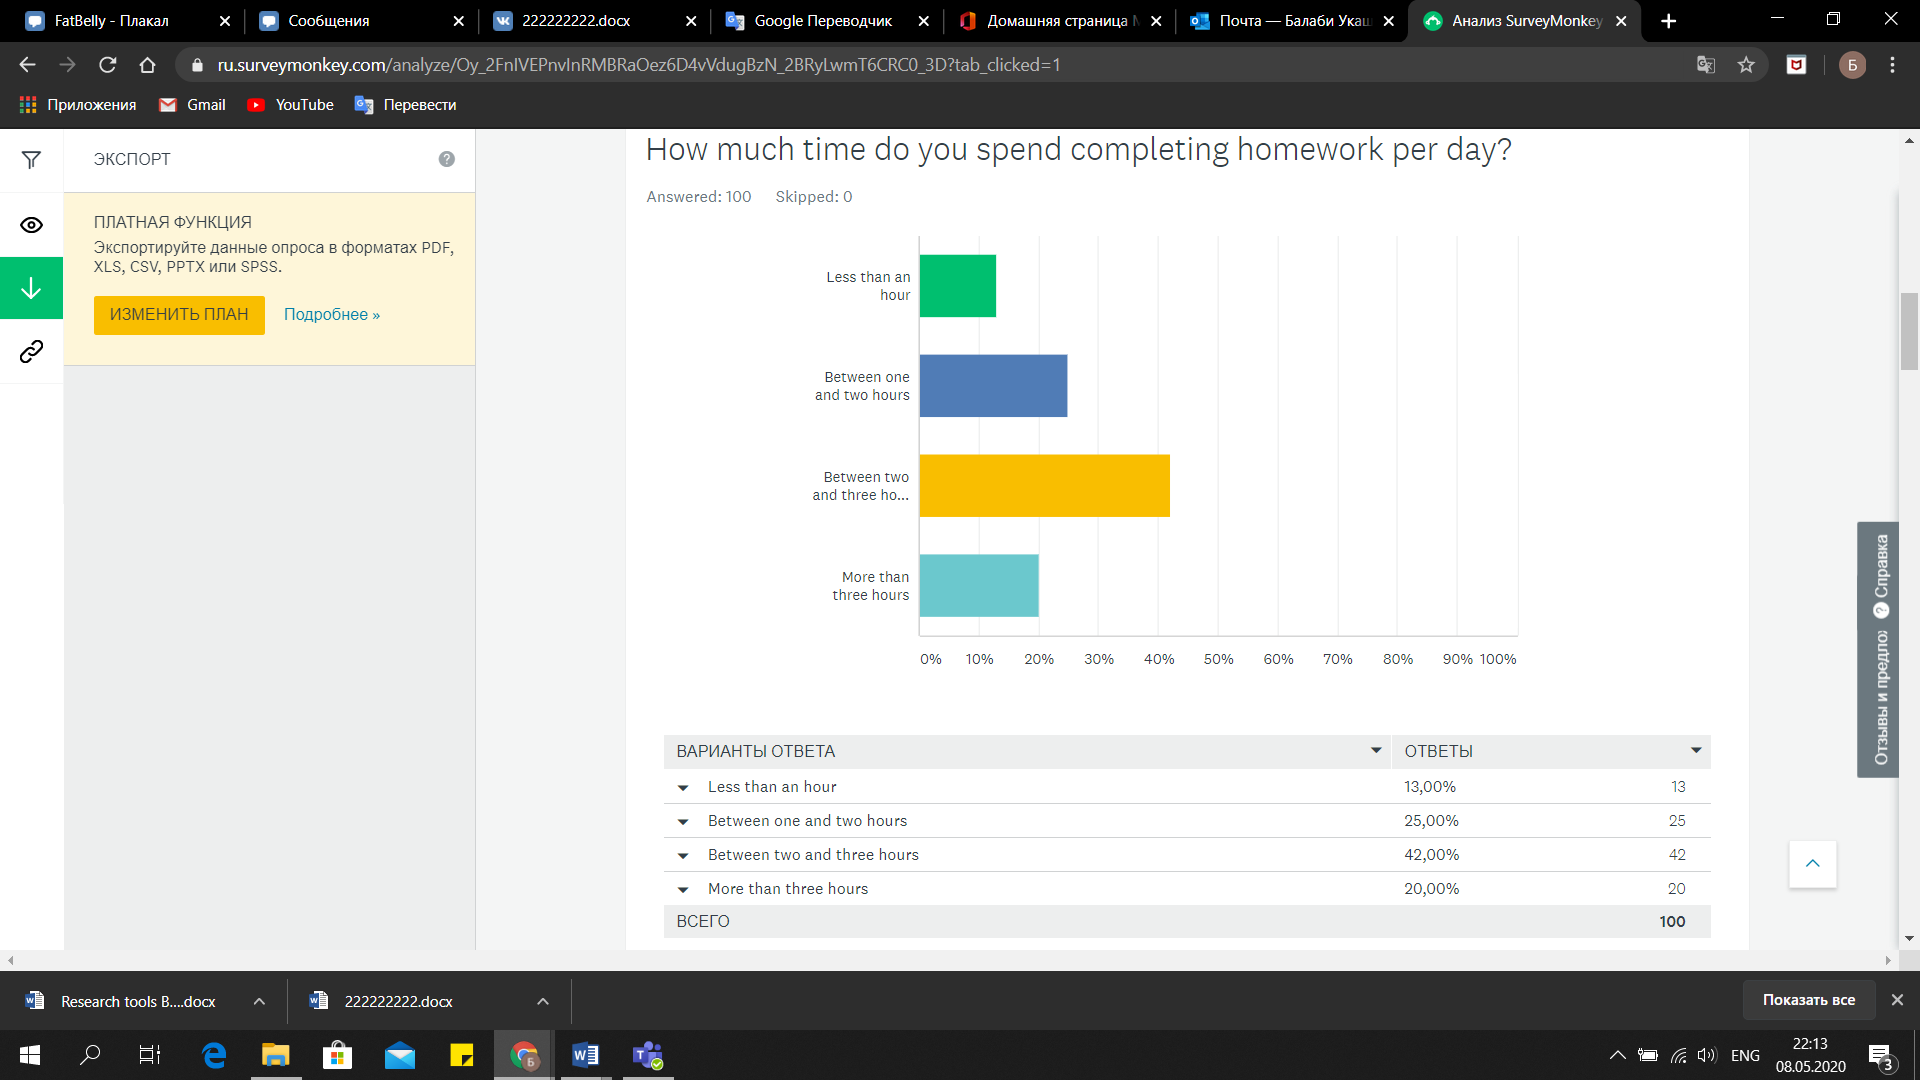 FatBelly - Плакал
Сообщения
222222222.docx
Google Переводчик
Домашняя страница
Почта — Балаби Укаш
Анализ SurveyMonkey
ru.surveymonkey.com/analyze/Oy_2FnIVEPnvInRMBRaOez6D4vVdugBzN_2BRyLwmT6CRC0_3D?tab_clicked=1
Б
Приложения
Gmail
YouTube
Перевести
ЭКСПОРТ
?
ПЛАТНАЯ ФУНКЦИЯ
Экспортируйте данные опроса в форматах PDF,
XLS, CSV, PPTX или SPSS.
ИЗМЕНИТЬ ПЛАН
Подробнее »
How much time do you spend completing homework per day?
Answered: 100 Skipped: 0
Less than an
hour
Between one
and two hours
Between two
and three ho...
More than
three hours
0% 10% 20% 30% 40% 50% 60% 70% 80% 90% 100%
ВАРИАНТЫ ОТВЕТА ОТВЕТЫ
Less than an hour 13,00% 13
Between one and two hours 25,00% 25
Between two and three hours 42,00% 42
More than three hours 20,00% 20
ВСЕГО 100
Отзывы и предло: ? Справка
Research tools B....docx
222222222.docx
Показать все
ENG
22:13
08.05.2020
3